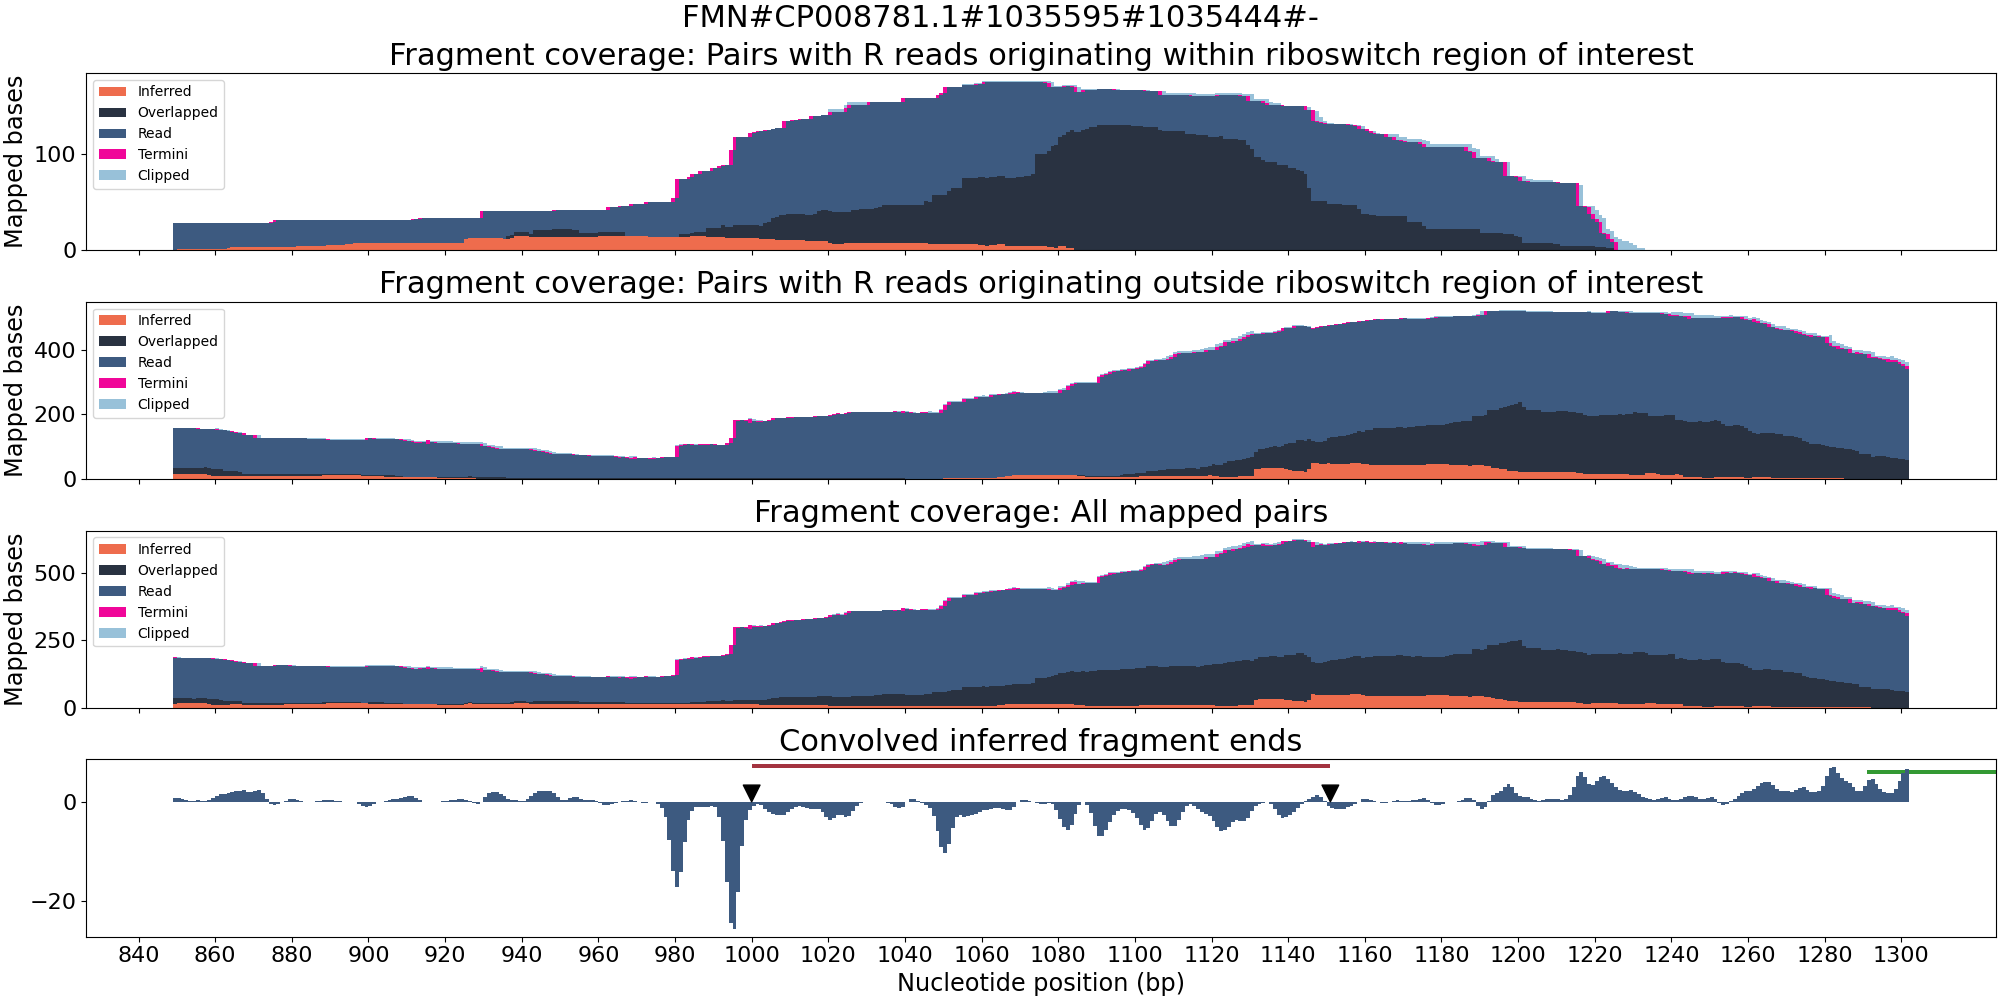 FMN#CP008781.1#1035595#1035444#-
Fragment coverage: Pairs with R reads originating within riboswitch region of interest
Mapped bases
100
0
Inferred
Overlapped
Read
Termini
Clipped
Fragment coverage: Pairs with R reads originating outside riboswitch region of interest
Mapped bases
400
200
0
Inferred
Overlapped
Read
Termini
Clipped
Fragment coverage: All mapped pairs
Mapped bases
500
250
0
Inferred
Overlapped
Read
Termini
Clipped
Convolved inferred fragment ends
0
−20
840 860 880 900 920 940 960 980 1000 1020 1040 1060 1080 1100 1120 1140 1160 1180 1200 1220 1240 1260 1280 1300
Nucleotide position (bp)